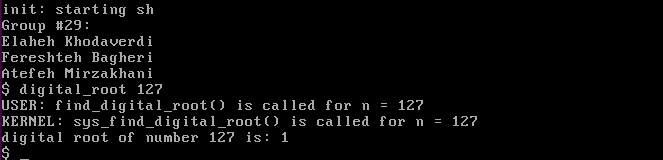 init: starting sh
Group #29:
Elaheh Khodaverdi
Fereshteh Bagheri
Atefeh Mirzakhani
$ digital_root 127
USER: find_digital_root() is called for n = 127
KERNEL: sys_find_digital_root() is called for n = 127
digital root of number 127 is: 1
$ _